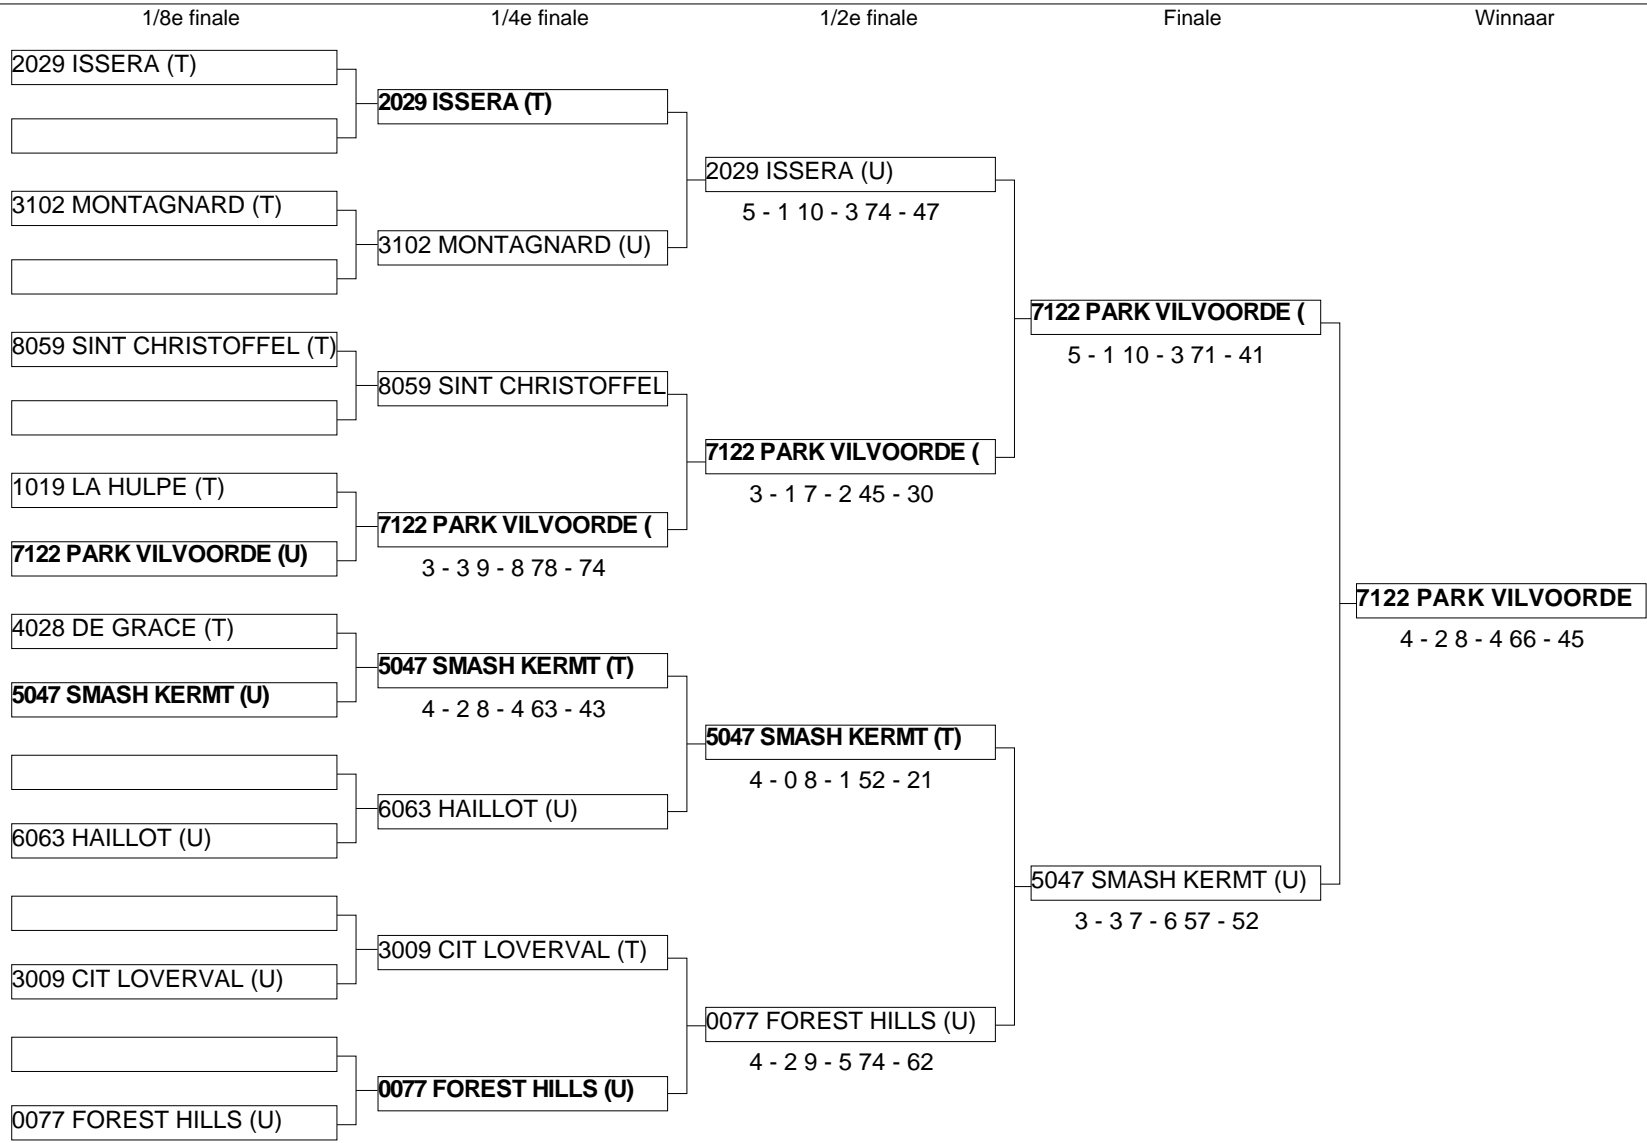 1/8e finale
1/4e finale
1/2e finale
Finale
Winnaar
2029 ISSERA (T)
3102 MONTAGNARD (T)
8059 SINT CHRISTOFFEL (T)
1019 LA HULPE (T)
7122 PARK VILVOORDE (U)
4028 DE GRACE (T)
5047 SMASH KERMT (U)
6063 HAILLOT (U)
3009 CIT LOVERVAL (U)
0077 FOREST HILLS (U)
2029 ISSERA (T)
3102 MONTAGNARD (U)
8059 SINT CHRISTOFFEL
7122 PARK VILVOORDE (
3 - 3 9 - 8 78 - 74
5047 SMASH KERMT (T)
4 - 2 8 - 4 63 - 43
6063 HAILLOT (U)
3009 CIT LOVERVAL (T)
0077 FOREST HILLS (U)
2029 ISSERA (U)
5 - 1 10 - 3 74 - 47
7122 PARK VILVOORDE (
3 - 1 7 - 2 45 - 30
5047 SMASH KERMT (T)
4 - 0 8 - 1 52 - 21
0077 FOREST HILLS (U)
4 - 2 9 - 5 74 - 62
7122 PARK VILVOORDE (
5 - 1 10 - 3 71 - 41
5047 SMASH KERMT (U)
3 - 3 7 - 6 57 - 52
7122 PARK VILVOORDE
4 - 2 8 - 4 66 - 45